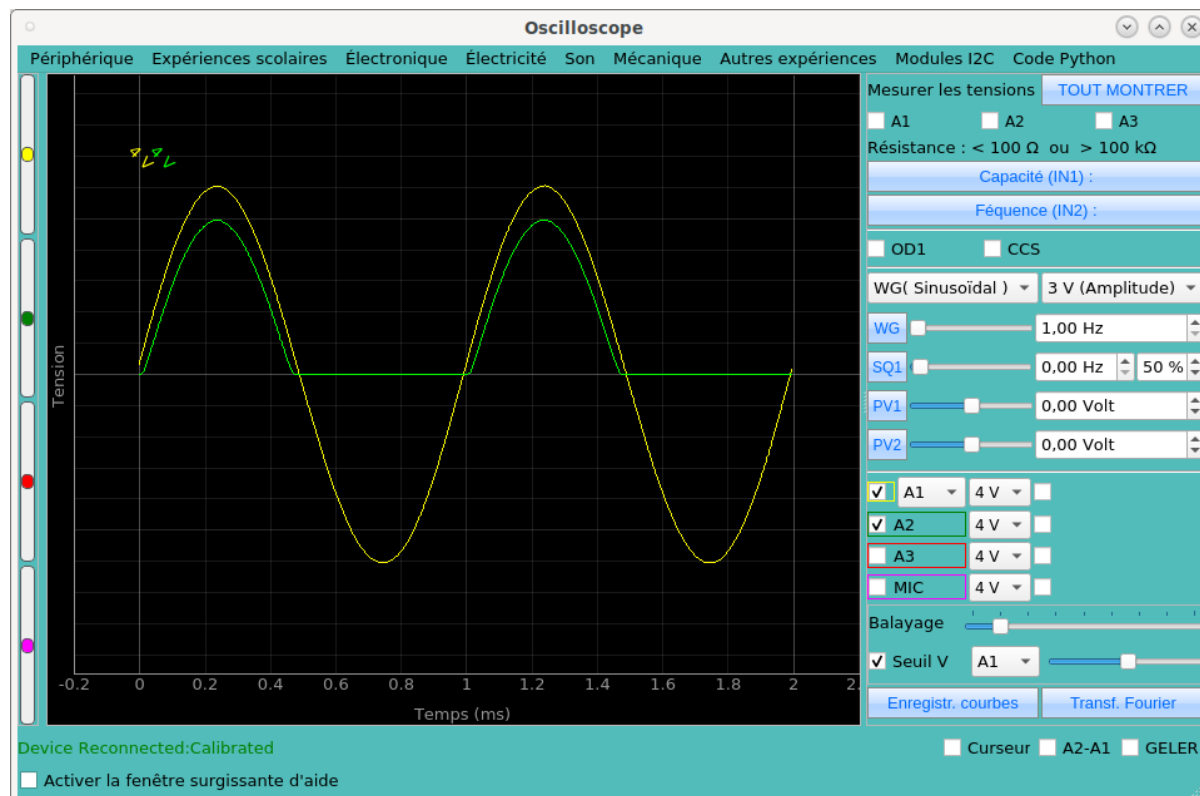 Oscilloscope
Périphérique Expériences scolaires Électronique Électricité Son Mécanique Autres expériences Modules I2C Code Python
Mesurer les tensions TOUT MONTRER
A1 A2 A3
Résistance : < 100 Ω ou > 100 kΩ
Capacité (IN1) :
Féquence (IN2) :
OD1 CCS
WG( Sinusoïdal ) 3 V (Amplitude)
WG 1,00 Hz
SQ1 0,00 Hz 50 %
PV1 0,00 Volt
PV2 0,00 Volt
A1 4 V
A2 4 V
A3 4 V
MIC 4 V
Balayage
Seuil V A1
Enregistr. courbes Transf. Fourier
4V 4V
Tension
-0.2 0 0.2 0.4 0.6 0.8 1 1.2 1.4 1.6 1.8 2 2.
Temps (ms)
Device Reconnected:Calibrated Curseur A2-A1 GELER
Activer la fenêtre surgissante d'aide